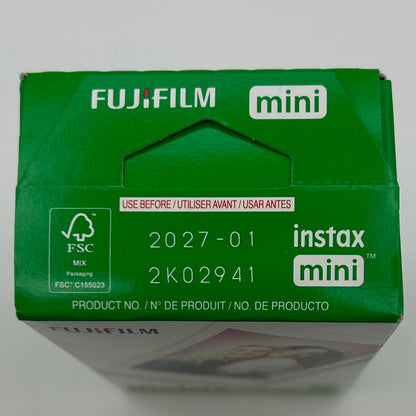 FUJIFILM mini
USE BEFORE / UTILISER AVANT / USAR ANTES
2027-01
2K02941
FSC
MIX
Packaging
FSC® C155023
instax
mini™
PRODUCT NO. / N° DE PRODUIT / NO. DE PRODUCTO
FUJIFILM